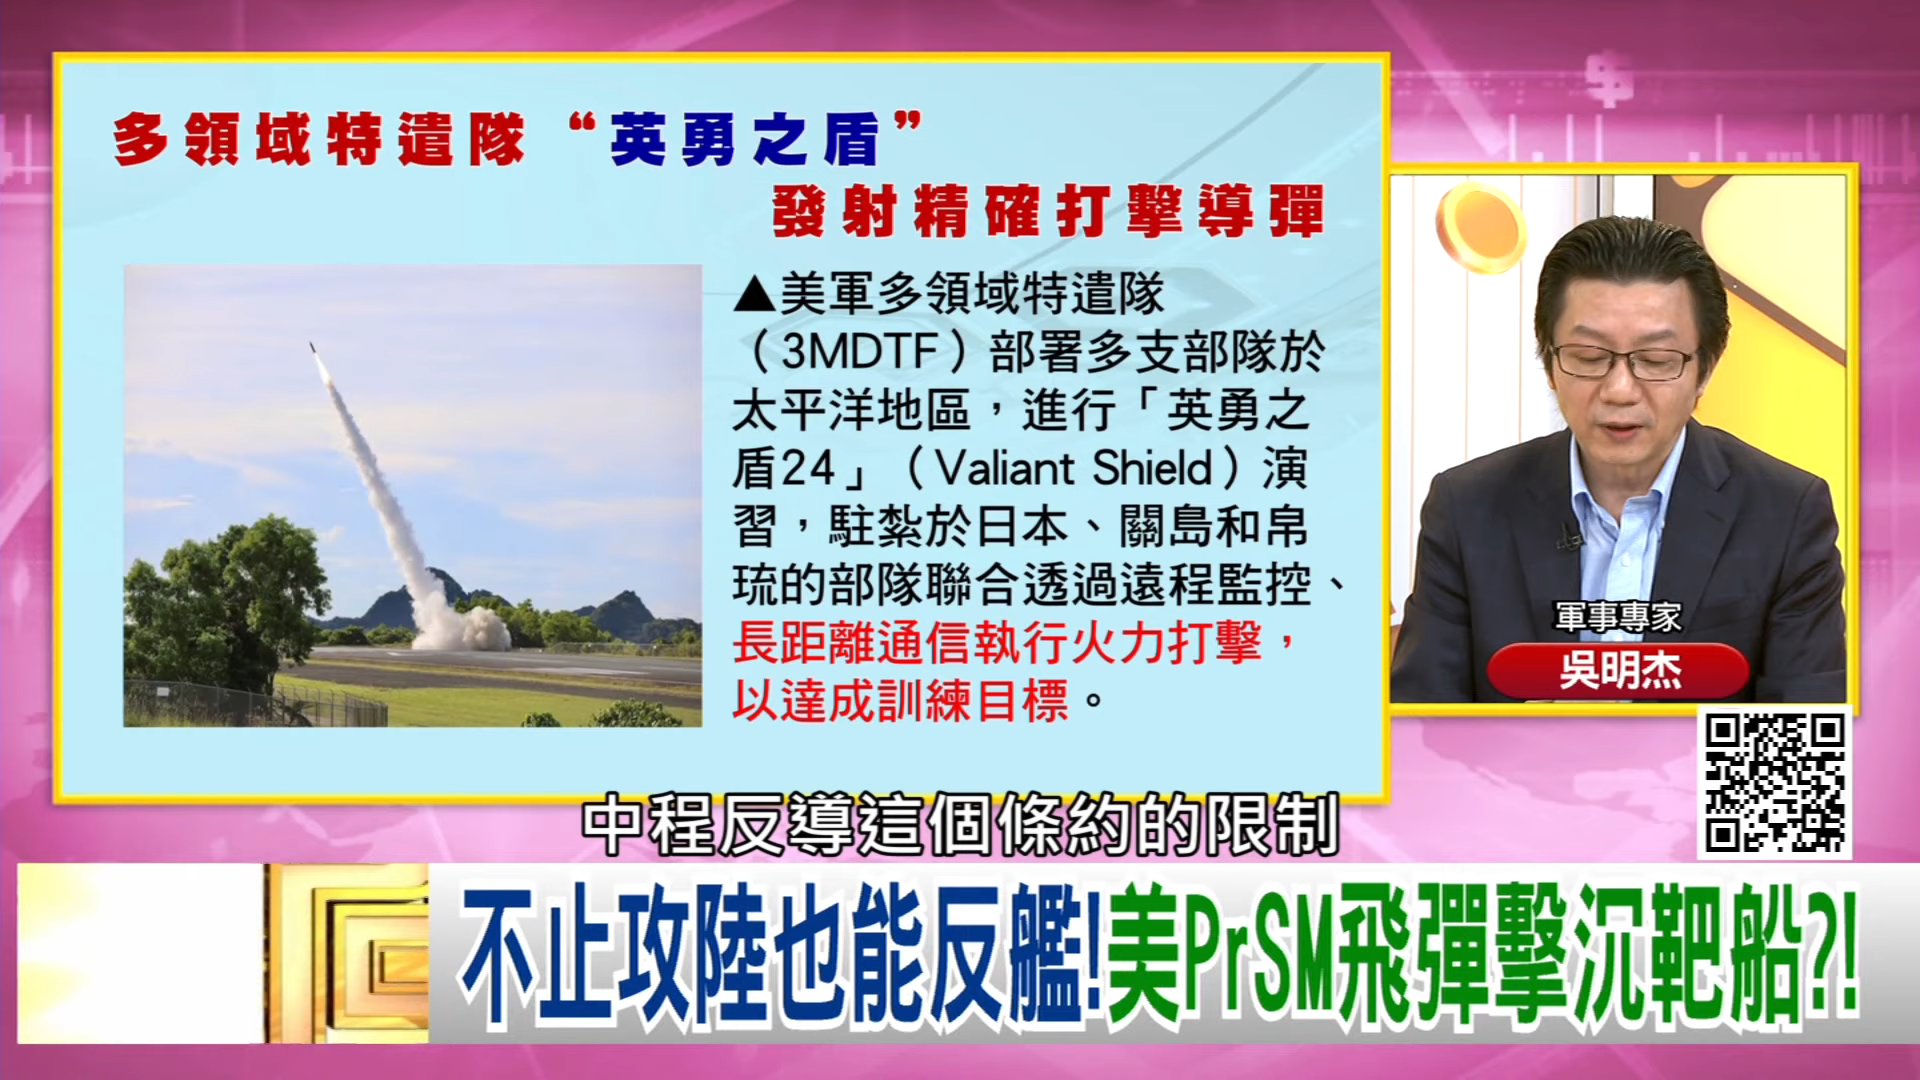 多領域特遣隊“英勇之盾”
發射精確打擊導彈
▲美軍多領域特遣隊
（3MDTF）部署多支部隊於
太平洋地區，進行「英勇之
盾24」（Valiant Shield）演
習，駐紮於日本、關島和帛
琉的部隊聯合透過遠程監控、
長距離通信執行火力打擊，
以達成訓練目標。
軍事專家
吳明杰
中程反導這個條約的限制
不止攻陸也能反艦!美PrSM飛彈擊沉靶船?!